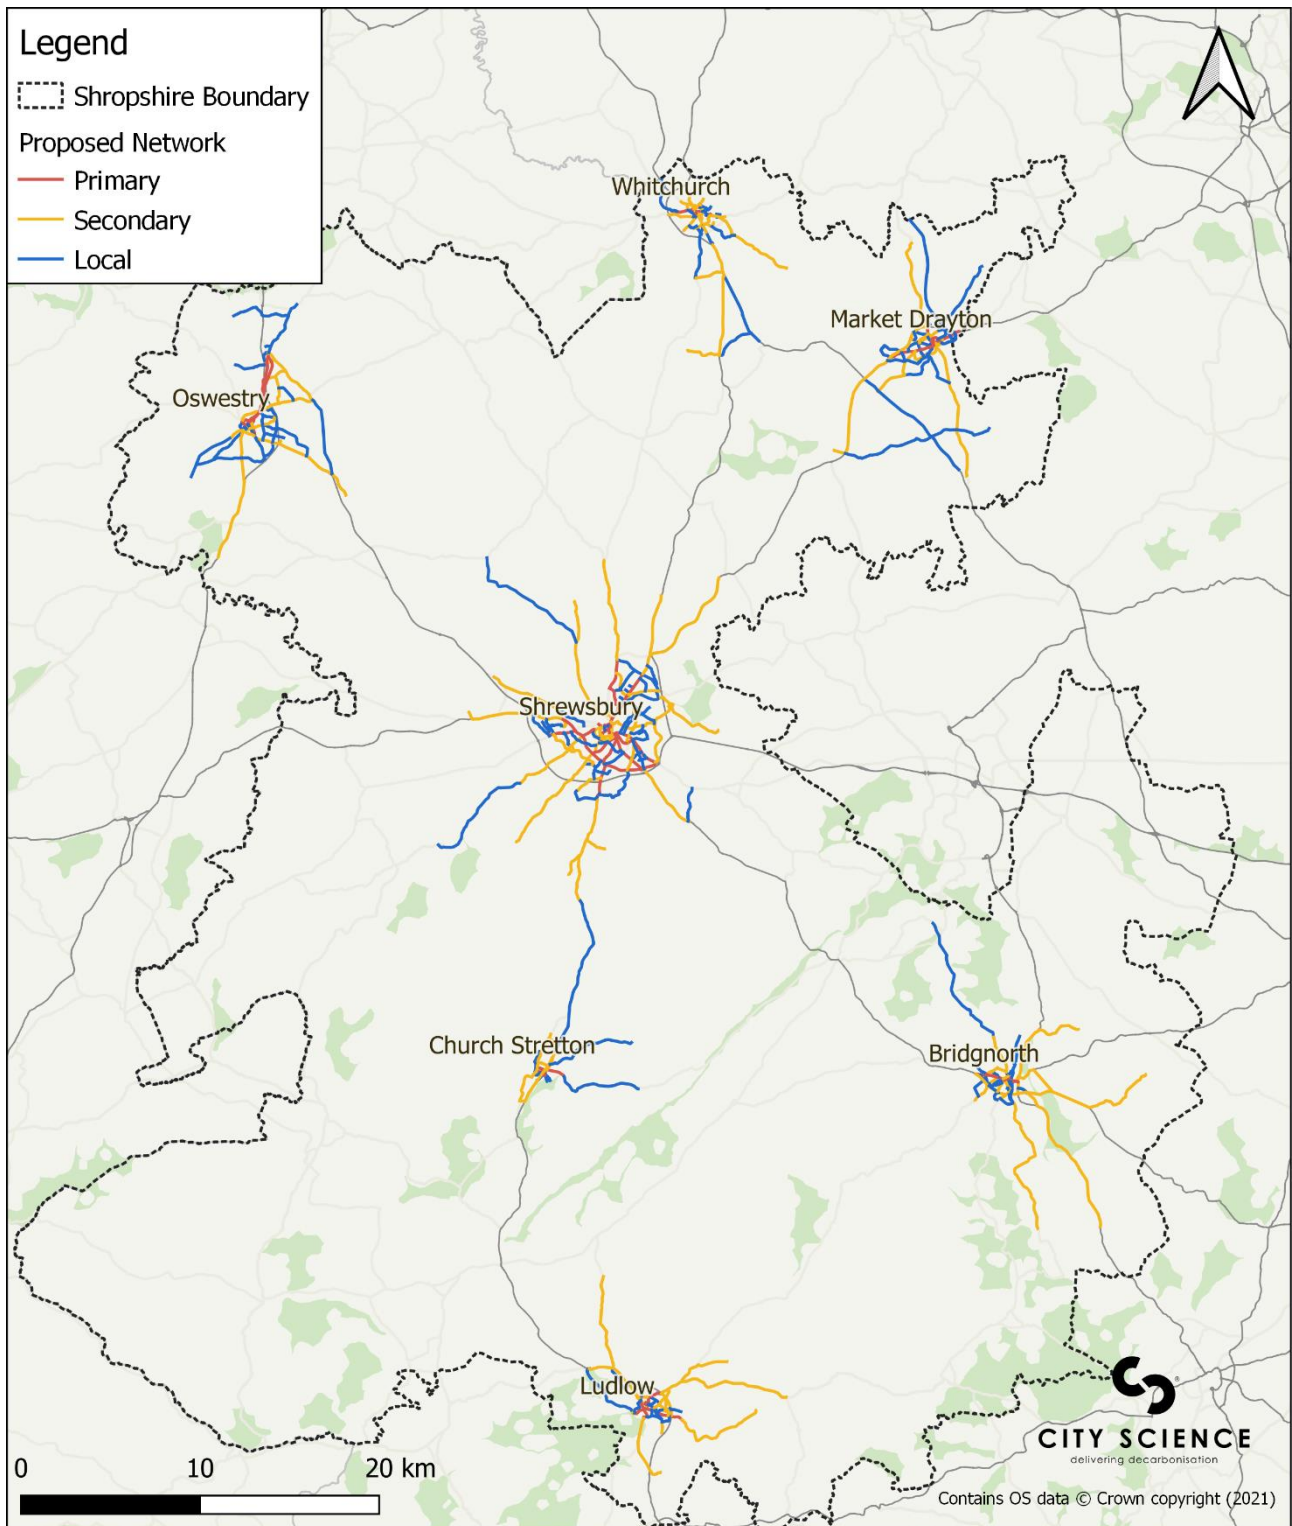 Legend
Shropshire Boundary
Proposed Network
Primary
Secondary
Local
Whitchurch
Market Drayton
Oswestry
Shrewsbury
Church Stretton
Bridgnorth
Ludlow
CITY SCIENCE
delivering decarbonisation
0 10 20 km
Contains OS data © Crown copyright (2021)